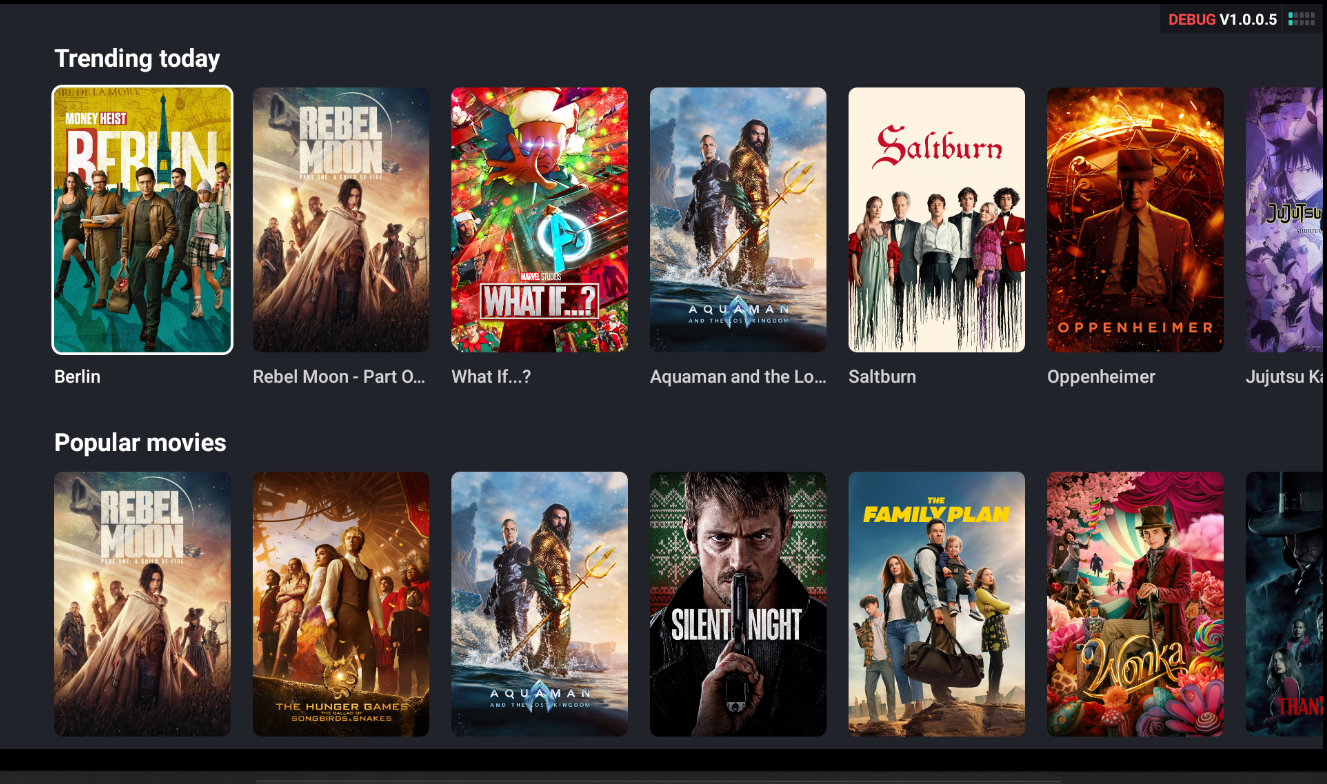 DEBUG V1.0.0.5
Trending today
MONEY HEIST
BERLIN
REBEL
MOON
PART ONE: A CHILD OF FIRE
MARVEL STUDIOS
WHAT IF...?
AQUAMAN
AND THE LOST KINGDOM
Saltburn
OPPENHEIMER
JUJUTSU
Berlin
Rebel Moon - Part O...
What If...?
Aquaman and the Lo...
Saltburn
Oppenheimer
Jujutsu Ka
Popular movies
REBEL
MOON
PART ONE: A CHILD OF FIRE
THE HUNGER GAMES
THE BALLAD OF
SONGBIRDS & SNAKES
AQUAMAN
AND THE LOST KINGDOM
SILENT NIGHT
THE
FAMILY PLAN
Wonka
THAN